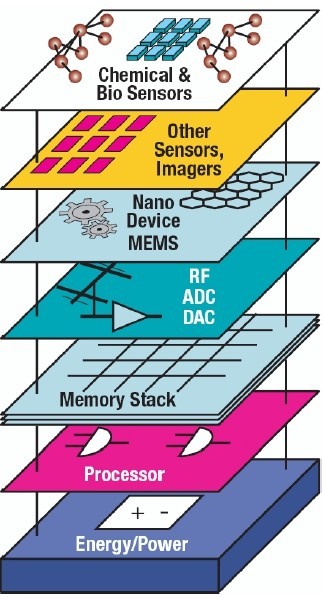 Chemical &
Bio Sensors
Other
Sensors,
Imagers
Nano
Device
MEMS
RF
ADC
DAC
Memory Stack
Processor
+ -
Energy/Power